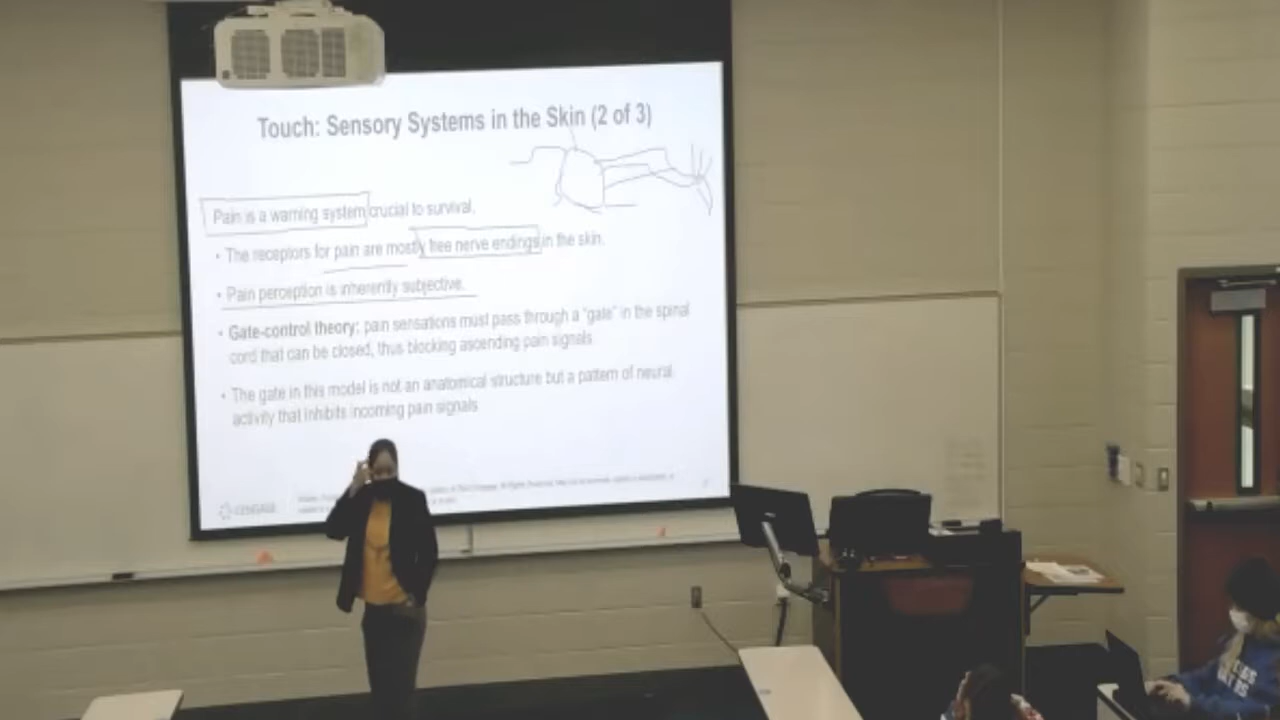 Touch: Sensory Systems in the Skin (2 of 3)
Pain is a warning system crucial to survival.
• The receptors for pain are mostly free nerve endings in the skin.
• Pain perception is inherently subjective.
• Gate-control theory: pain sensations must pass through a "gate" in the spinal
cord that can be closed, thus blocking ascending pain signals
• The gate in this model is not an anatomical structure but a pattern of neural
activity that inhibits incoming pain signals
CENGAGE